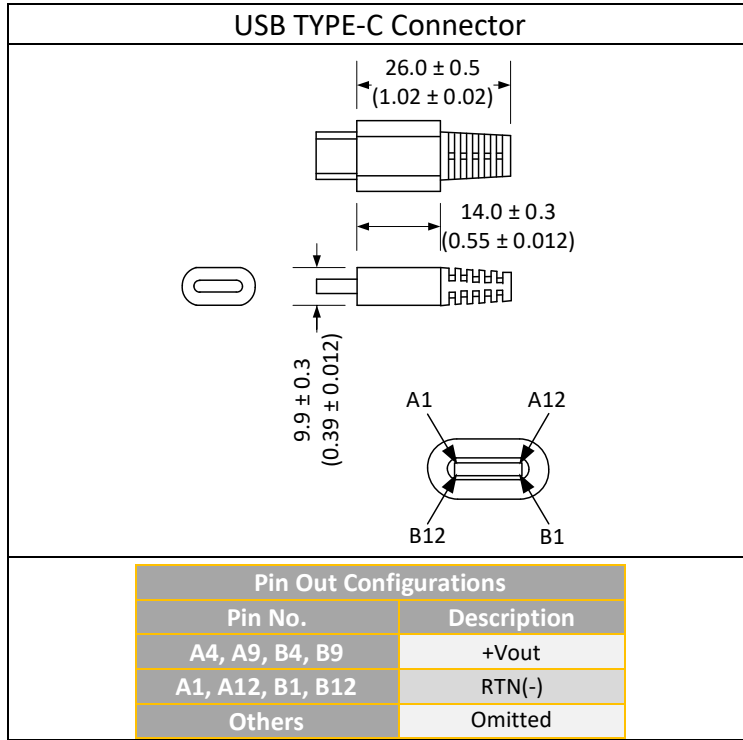 USB TYPE-C Connector
26.0 ± 0.5
(1.02 ± 0.02)
14.0 ± 0.3
(0.55 ± 0.012)
9.9 ± 0.3
(0.39 ± 0.012)
A1 A12
B12 B1
Pin Out Configurations
Pin No. Description
A4, A9, B4, B9 +Vout
A1, A12, B1, B12 RTN(-)
Others Omitted